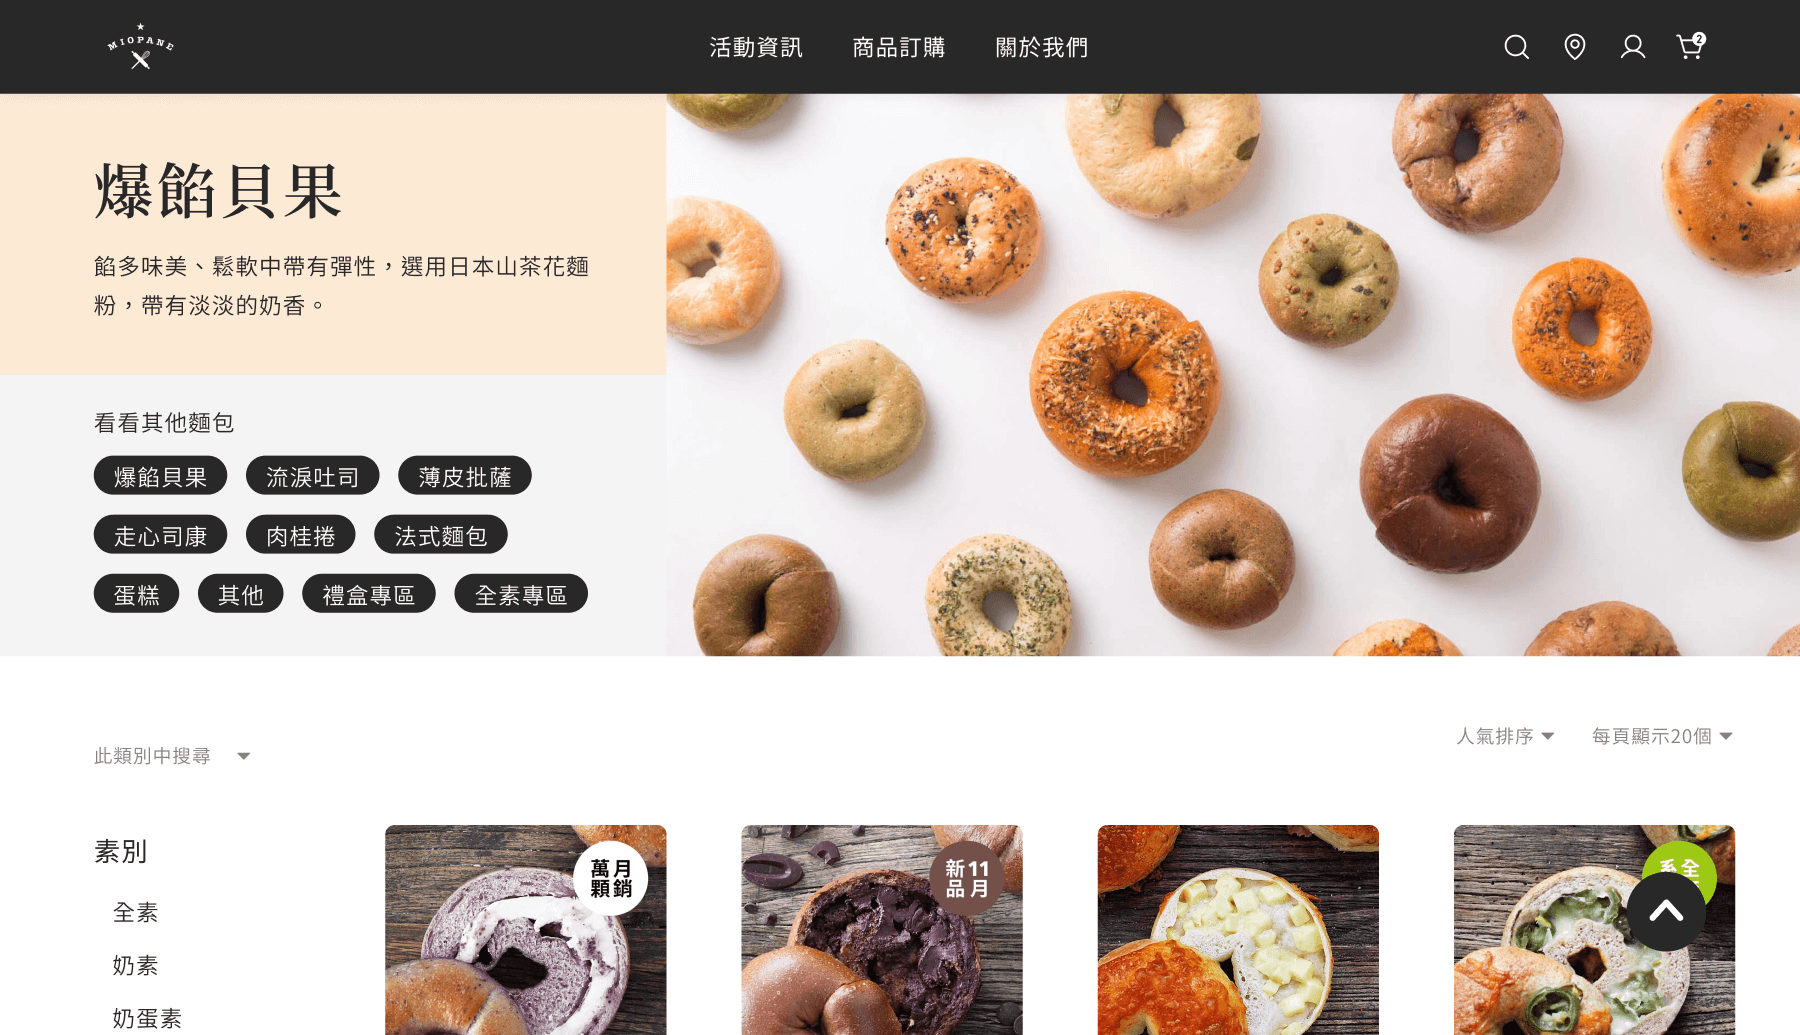 MIOPANE
活動資訊
商品訂購
關於我們
2
爆餡貝果
餡多味美、鬆軟中帶有彈性，選用日本山茶花麵
粉，帶有淡淡的奶香。
看看其他麵包
爆餡貝果
流淚吐司
薄皮批薩
走心司康
肉桂捲
法式麵包
蛋糕
其他
禮盒專區
全素專區
人氣排序
每頁顯示20個
此類別中搜尋
素別
全素
奶素
奶蛋素
萬月
顆銷
新11
品月
系全